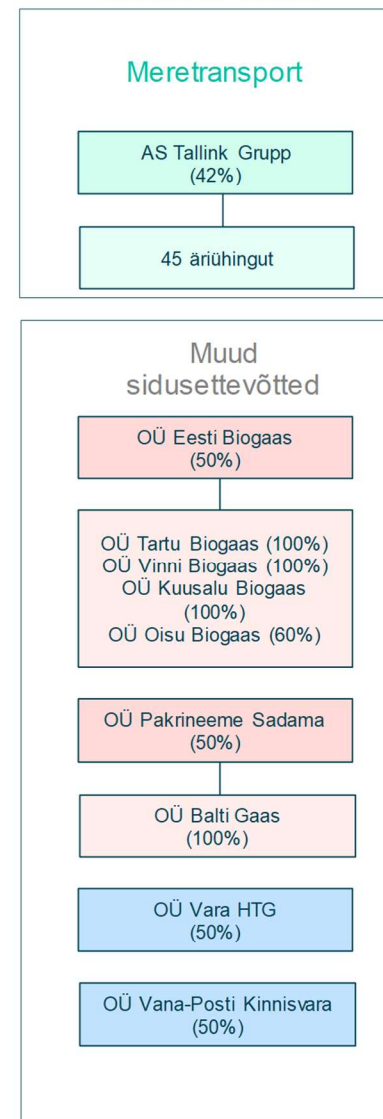 Meretransport
AS Tallink Grupp
(42%)
45 äriühingut
Muud
sidusettevõtted
OÜ Eesti Biogaas
(50%)
OÜ Tartu Biogaas (100%)
OÜ Vinni Biogaas (100%)
OÜ Kuusalu Biogaas
(100%)
OÜ Oisu Biogaas (60%)
OÜ Pakrineeme Sadama
(50%)
OÜ Balti Gaas
(100%)
OÜ Vara HTG
(50%)
OÜ Vana-Posti Kinnisvara
(50%)